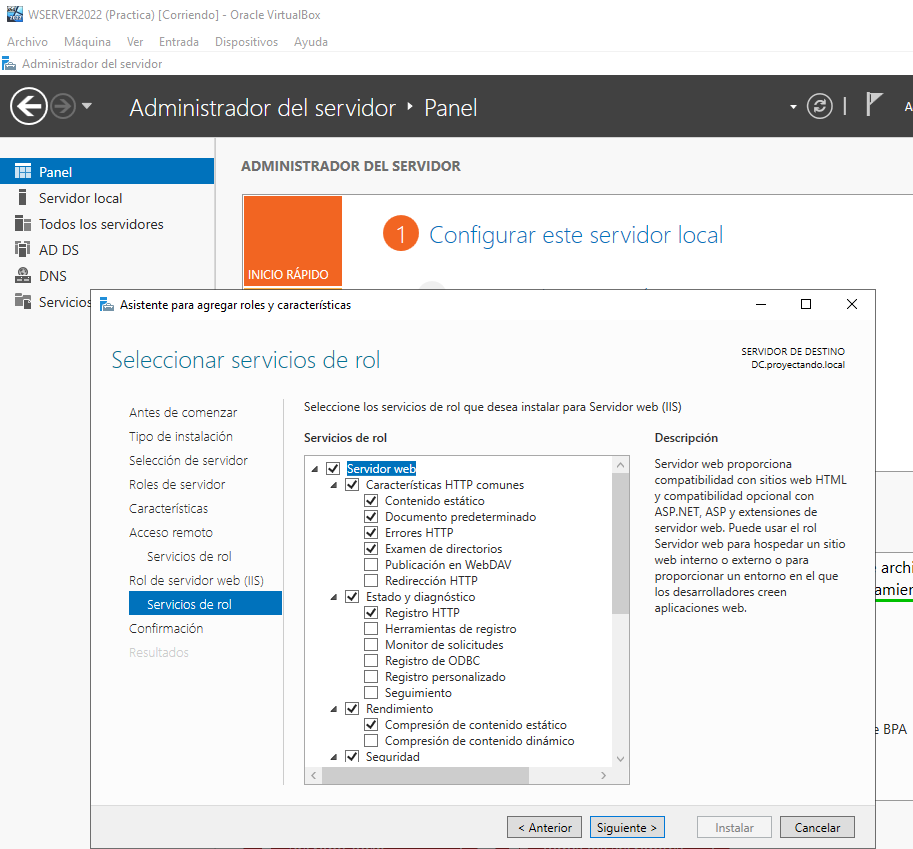 WSERVER2022 (Practica) [Corriendo] - Oracle VirtualBox
Archivo Máquina Ver Entrada Dispositivos Ayuda
Administrador del servidor
Administrador del servidor Panel
Panel
Servidor local
Todos los servidores
AD DS
DNS
Servicios
ADMINISTRADOR DEL SERVIDOR
INICIO RÁPIDO
1 Configurar este servidor local
Asistente para agregar roles y características
Seleccionar servicios de rol
SERVIDOR DE DESTINO
DC.proyectando.local
Antes de comenzar
Tipo de instalación
Selección de servidor
Roles de servidor
Características
Acceso remoto
Servicios de rol
Rol de servidor web (IIS)
Servicios de rol
Confirmación
Resultados
Seleccione los servicios de rol que desea instalar para Servidor web (IIS)
Servicios de rol
Servidor web
Características HTTP comunes
Contenido estático
Documento predeterminado
Errores HTTP
Examen de directorios
Publicación en WebDAV
Redirección HTTP
Estado y diagnóstico
Registro HTTP
Herramientas de registro
Monitor de solicitudes
Registro de ODBC
Registro personalizado
Seguimiento
Rendimiento
Compresión de contenido estático
Compresión de contenido dinámico
Seguridad
Descripción
Servidor web proporciona
compatibilidad con sitios web HTML
y compatibilidad opcional con
ASP.NET, ASP y extensiones de
servidor web. Puede usar el rol
Servidor web para hospedar un sitio
web interno o externo o para
proporcionar un entorno en el que
los desarrolladores creen
aplicaciones web.
e BPA
< Anterior
Siguiente >
Instalar
Cancelar